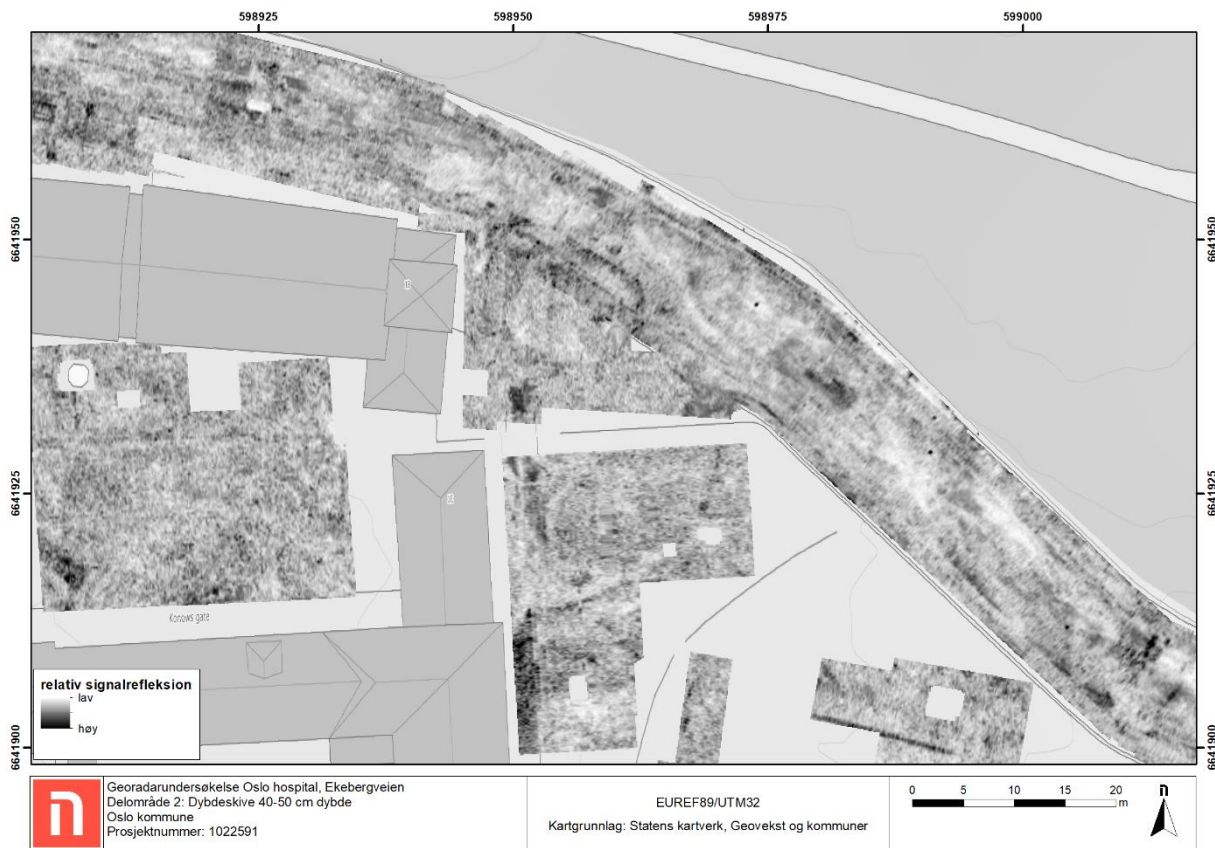 598925
598950
598975
599000
6641950
6641950
6641925
6641925
6641900
6641900
Konows gate
relativ signalrefleksion
lav
høy
Georadarundersøkelse Oslo hospital, Ekebergveien
Delområde 2: Dybdeskive 40-50 cm dybde
Oslo kommune
Prosjektnummer: 1022591
EUREF89/UTM32
Kartgrunnlag: Statens kartverk, Geovekst og kommuner
0 5 10 15 20
m
n